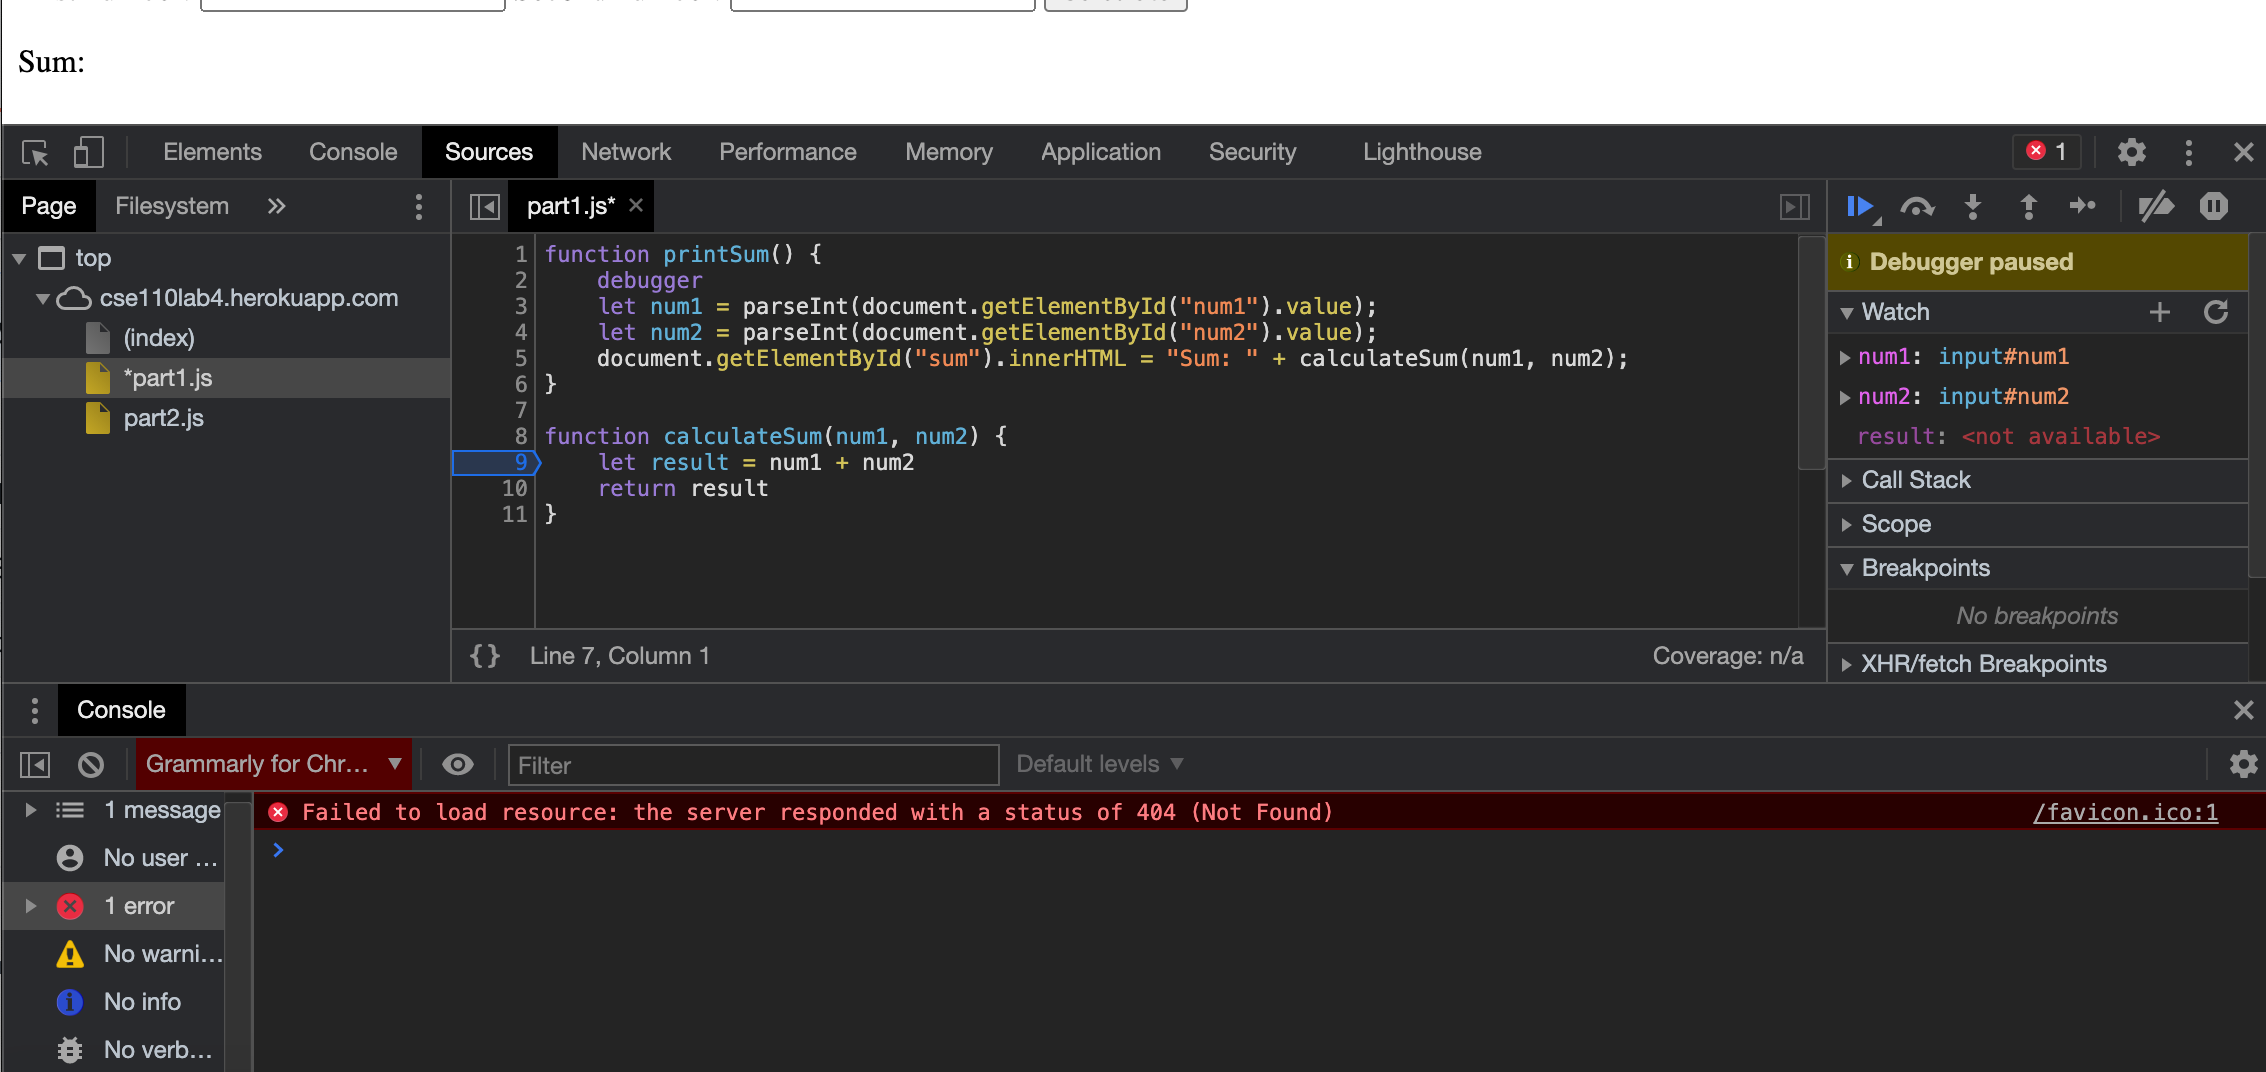 Sum:
Elements Console Sources Network Performance Memory Application Security Lighthouse 1
Page Filesystem » part1.js* ×
top
cse110lab4.herokuapp.com
(index)
*part1.js
part2.js
1 function printSum() {
2 debugger
3 let num1 = parseInt(document.getElementById("num1").value);
4 let num2 = parseInt(document.getElementById("num2").value);
5 document.getElementById("sum").innerHTML = "Sum: " + calculateSum(num1, num2);
6 }
7
8 function calculateSum(num1, num2) {
9 let result = num1 + num2
10 return result
11 }
{} Line 7, Column 1 Coverage: n/a
Debugger paused
Watch
num1: input#num1
num2: input#num2
result: <not available>
Call Stack
Scope
Breakpoints
No breakpoints
XHR/fetch Breakpoints
Console
Grammarly for Chr... Filter Default levels
1 message
No user ...
1 error
No warni...
No info
No verb...
Failed to load resource: the server responded with a status of 404 (Not Found) /favicon.ico:1
>